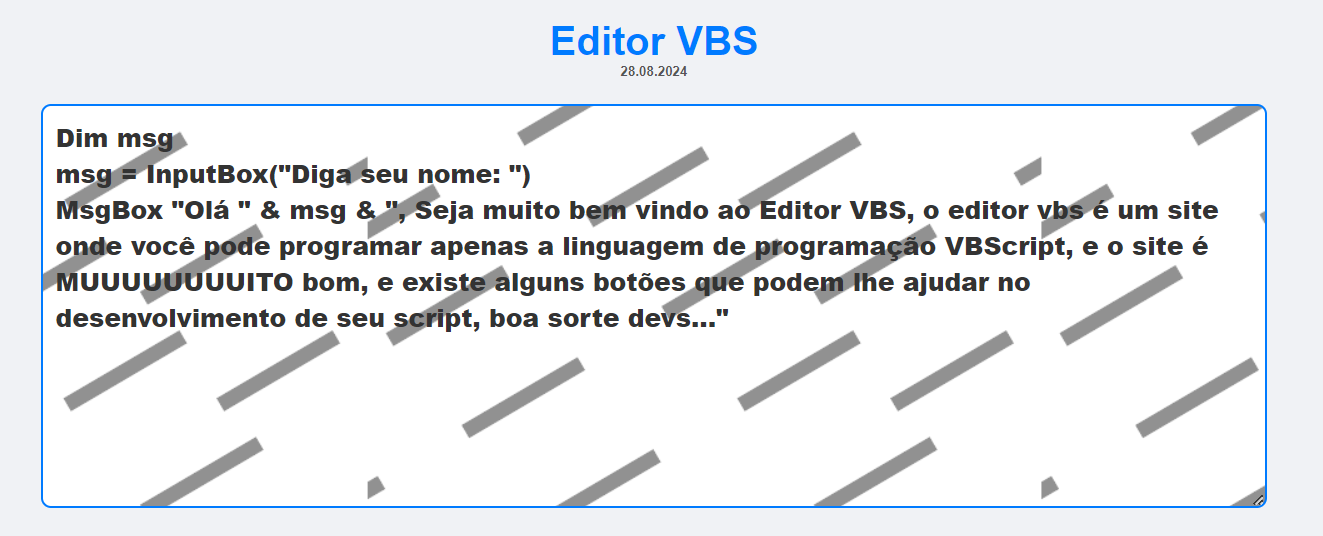 Editor VBS
28.08.2024
Dim msg
msg = InputBox("Diga seu nome: ")
MsgBox "Olá " & msg & ", Seja muito bem vindo ao Editor VBS, o editor vbs é um site
onde você pode programar apenas a linguagem de programação VBScript, e o site é
MUUUUUUUUUITO bom, e existe alguns botões que podem lhe ajudar no
desenvolvimento de seu script, boa sorte devs..."